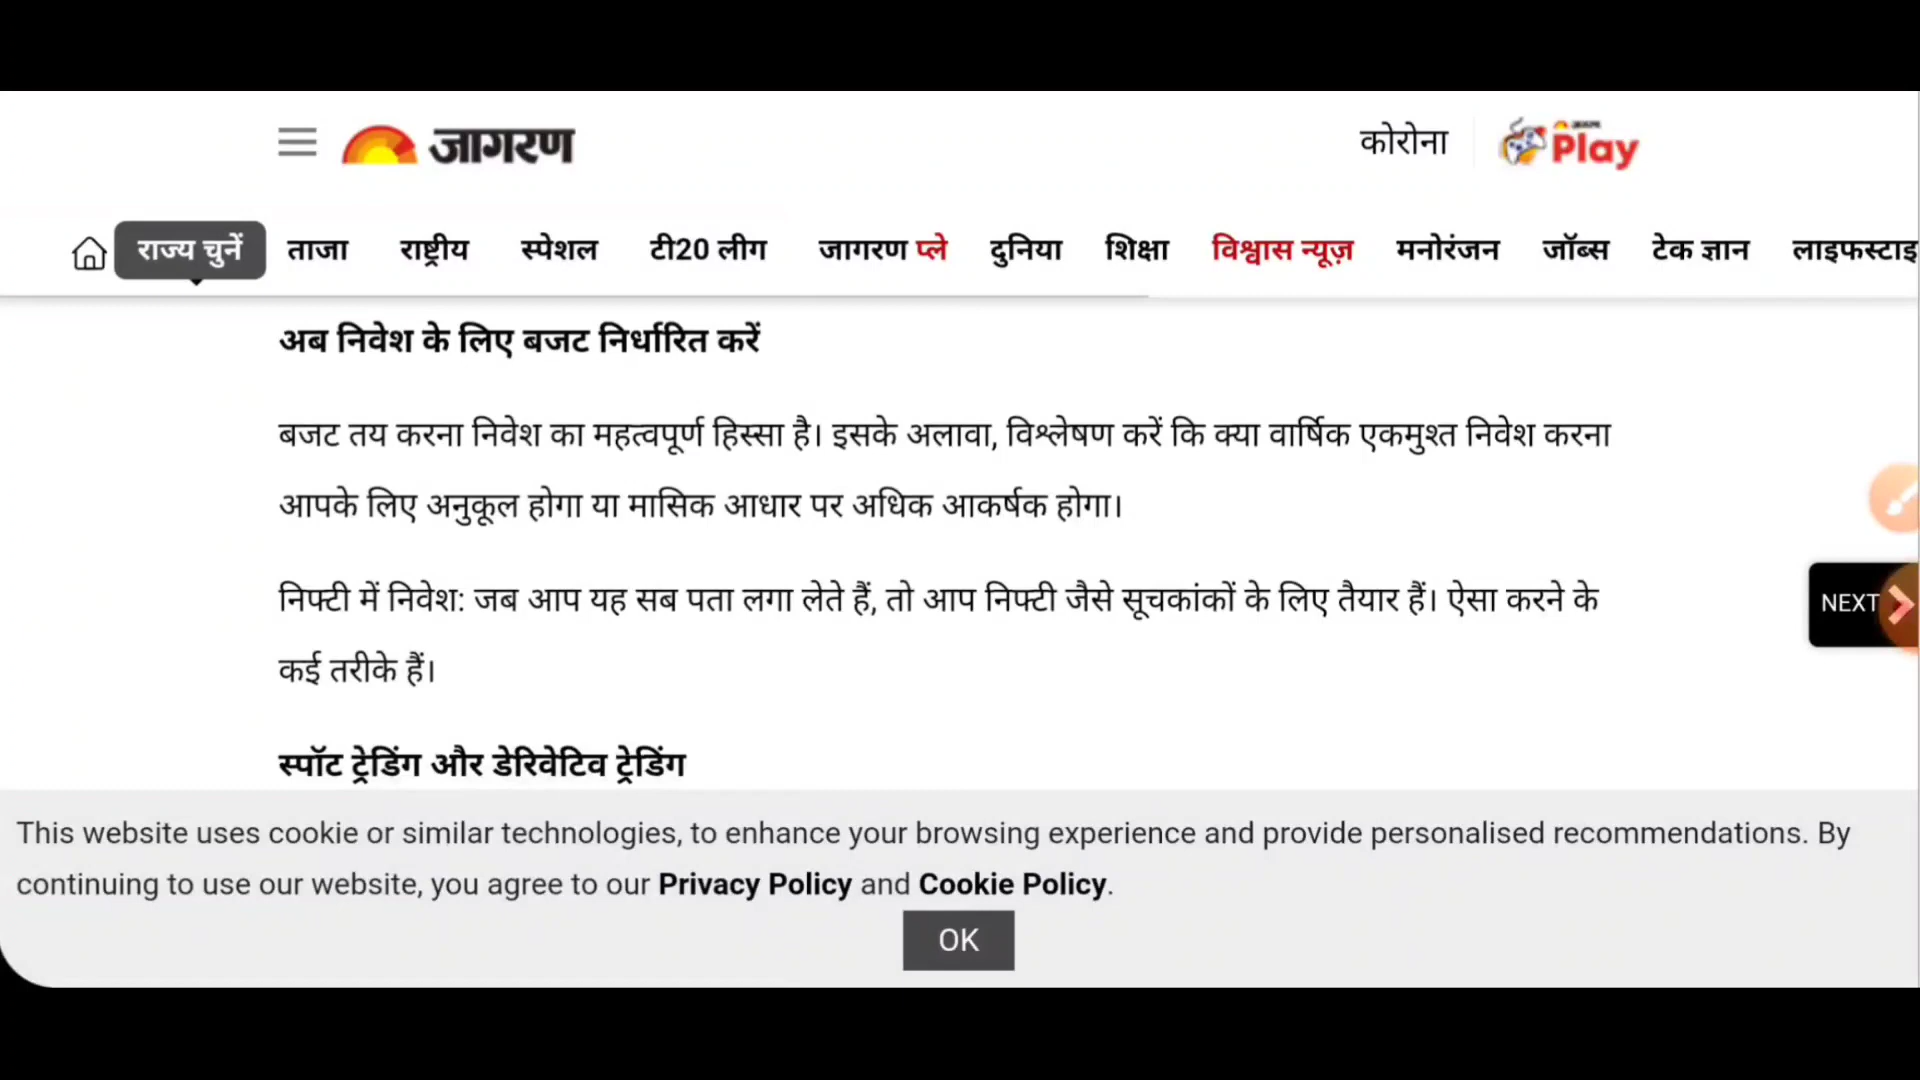 जागरण
कोरोना
Play
राज्य चुनें ताजा राष्ट्रीय स्पेशल टी20 लीग जागरण प्ले दुनिया शिक्षा विश्वास न्यूज़ मनोरंजन जॉब्स टेक ज्ञान लाइफस्टाइ
अब निवेश के लिए बजट निर्धारित करें
बजट तय करना निवेश का महत्वपूर्ण हिस्सा है। इसके अलावा, विश्लेषण करें कि क्या वार्षिक एकमुश्त निवेश करना
आपके लिए अनुकूल होगा या मासिक आधार पर अधिक आकर्षक होगा।
NEXT
निफ्टी में निवेश: जब आप यह सब पता लगा लेते हैं, तो आप निफ्टी जैसे सूचकांकों के लिए तैयार हैं। ऐसा करने के
कई तरीके हैं।
स्पॉट ट्रेडिंग और डेरिवेटिव ट्रेडिंग
This website uses cookie or similar technologies, to enhance your browsing experience and provide personalised recommendations. By
continuing to use our website, you agree to our Privacy Policy and Cookie Policy.
OK